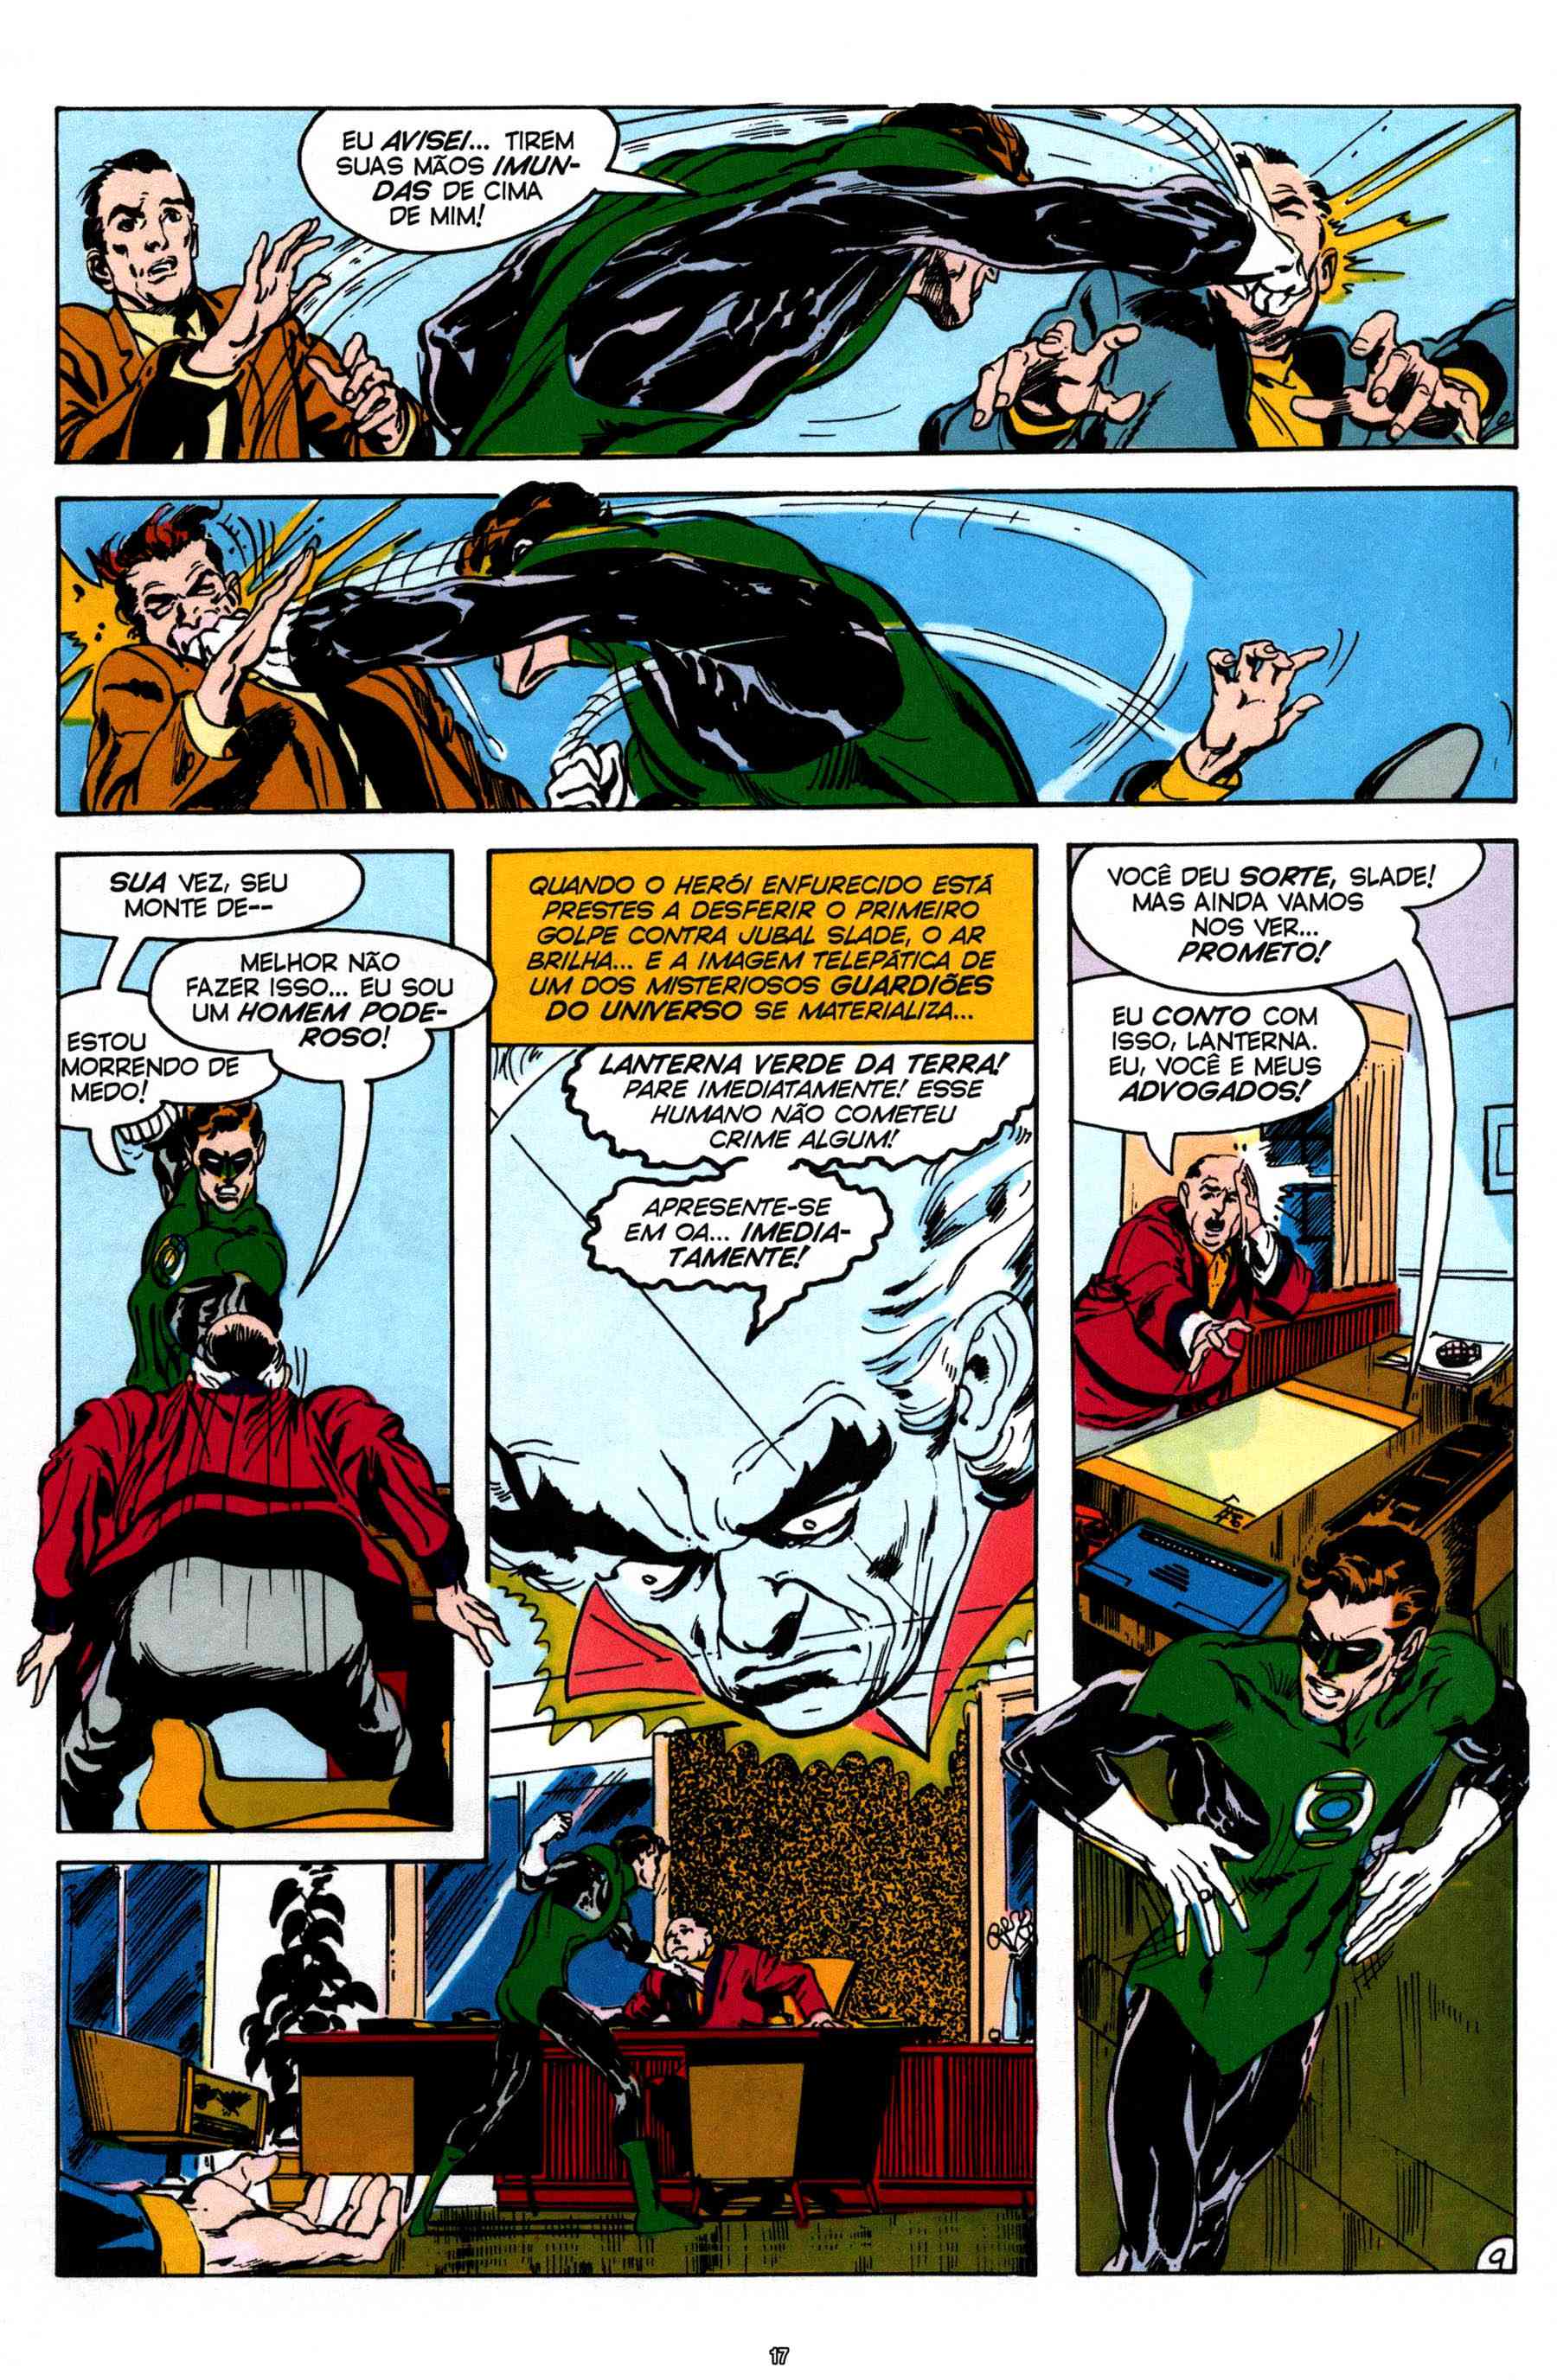 EU AVISEI... TIREM
SUAS MÃOS IMUN-
DAS DE CIMA
DE MIM!
SUA VEZ, SEU
MONTE DE--
MELHOR NÃO
FAZER ISSO... EU SOU
UM HOMEM PODE-
ROSO!
ESTOU
MORRENDO DE
MEDO!
QUANDO O HERÓI ENFURECIDO ESTÁ
PRESTES A DESFERIR O PRIMEIRO
GOLPE CONTRA JUBAL SLADE, O AR
BRILHA... E A IMAGEM TELEPÁTICA DE
UM DOS MISTERIOSOS GUARDIÕES
DO UNIVERSO SE MATERIALIZA...
LANTERNA VERDE DA TERRA!
PARE IMEDIATAMENTE! ESSE
HUMANO NÃO COMETEU
CRIME ALGUM!
APRESENTE-SE
EM OA... IMEDIA-
TAMENTE!
VOCÊ DEU SORTE, SLADE!
MAS AINDA VAMOS
NOS VER...
PROMETO!
EU CONTO COM
ISSO, LANTERNA.
EU, VOCÊ E MEUS
ADVOGADOS!
9
17